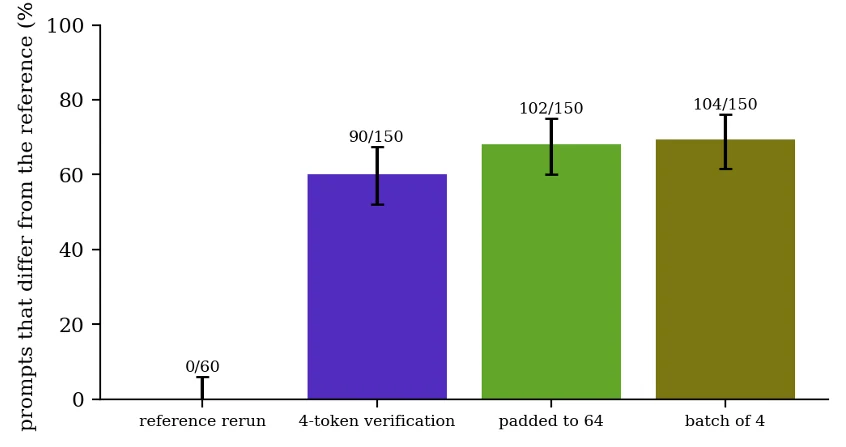 prompts that differ from the reference (%
100
80
60
40
20
0
0/60
90/150
102/150
104/150
reference rerun
4-token verification
padded to 64
batch of 4